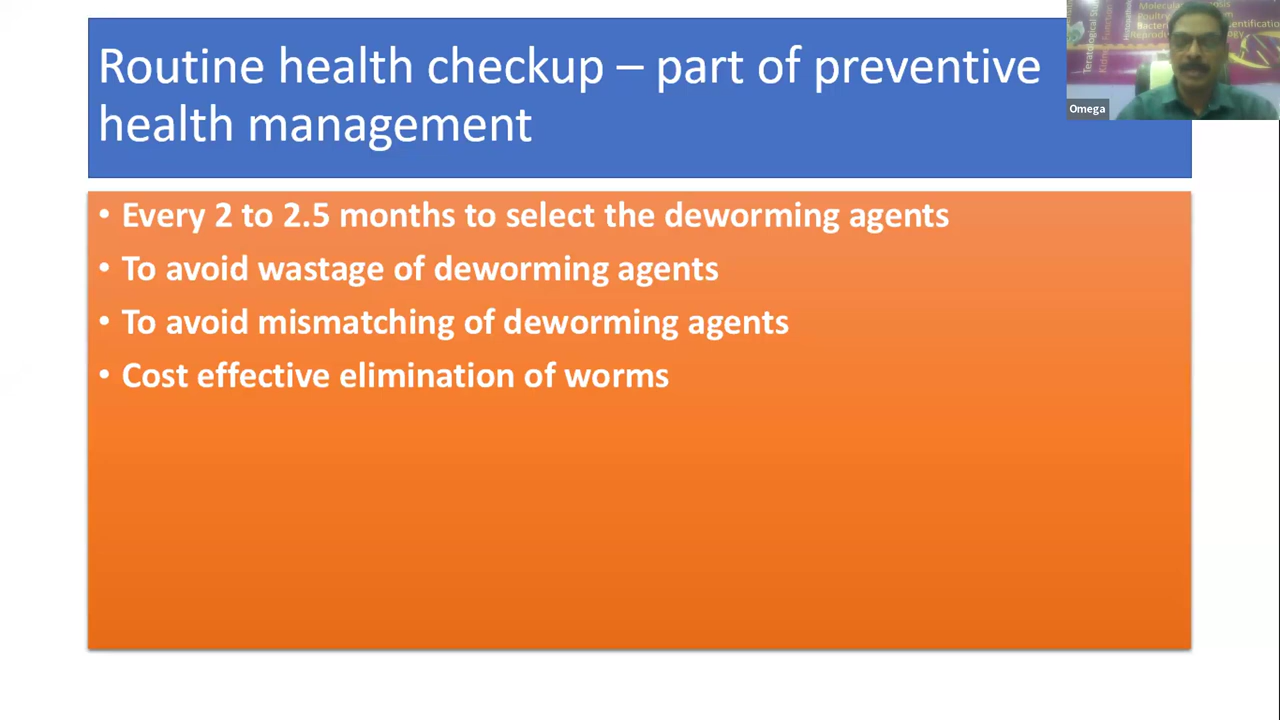 Routine health checkup – part of preventive
health management
• Every 2 to 2.5 months to select the deworming agents
• To avoid wastage of deworming agents
• To avoid mismatching of deworming agents
• Cost effective elimination of worms
Omega